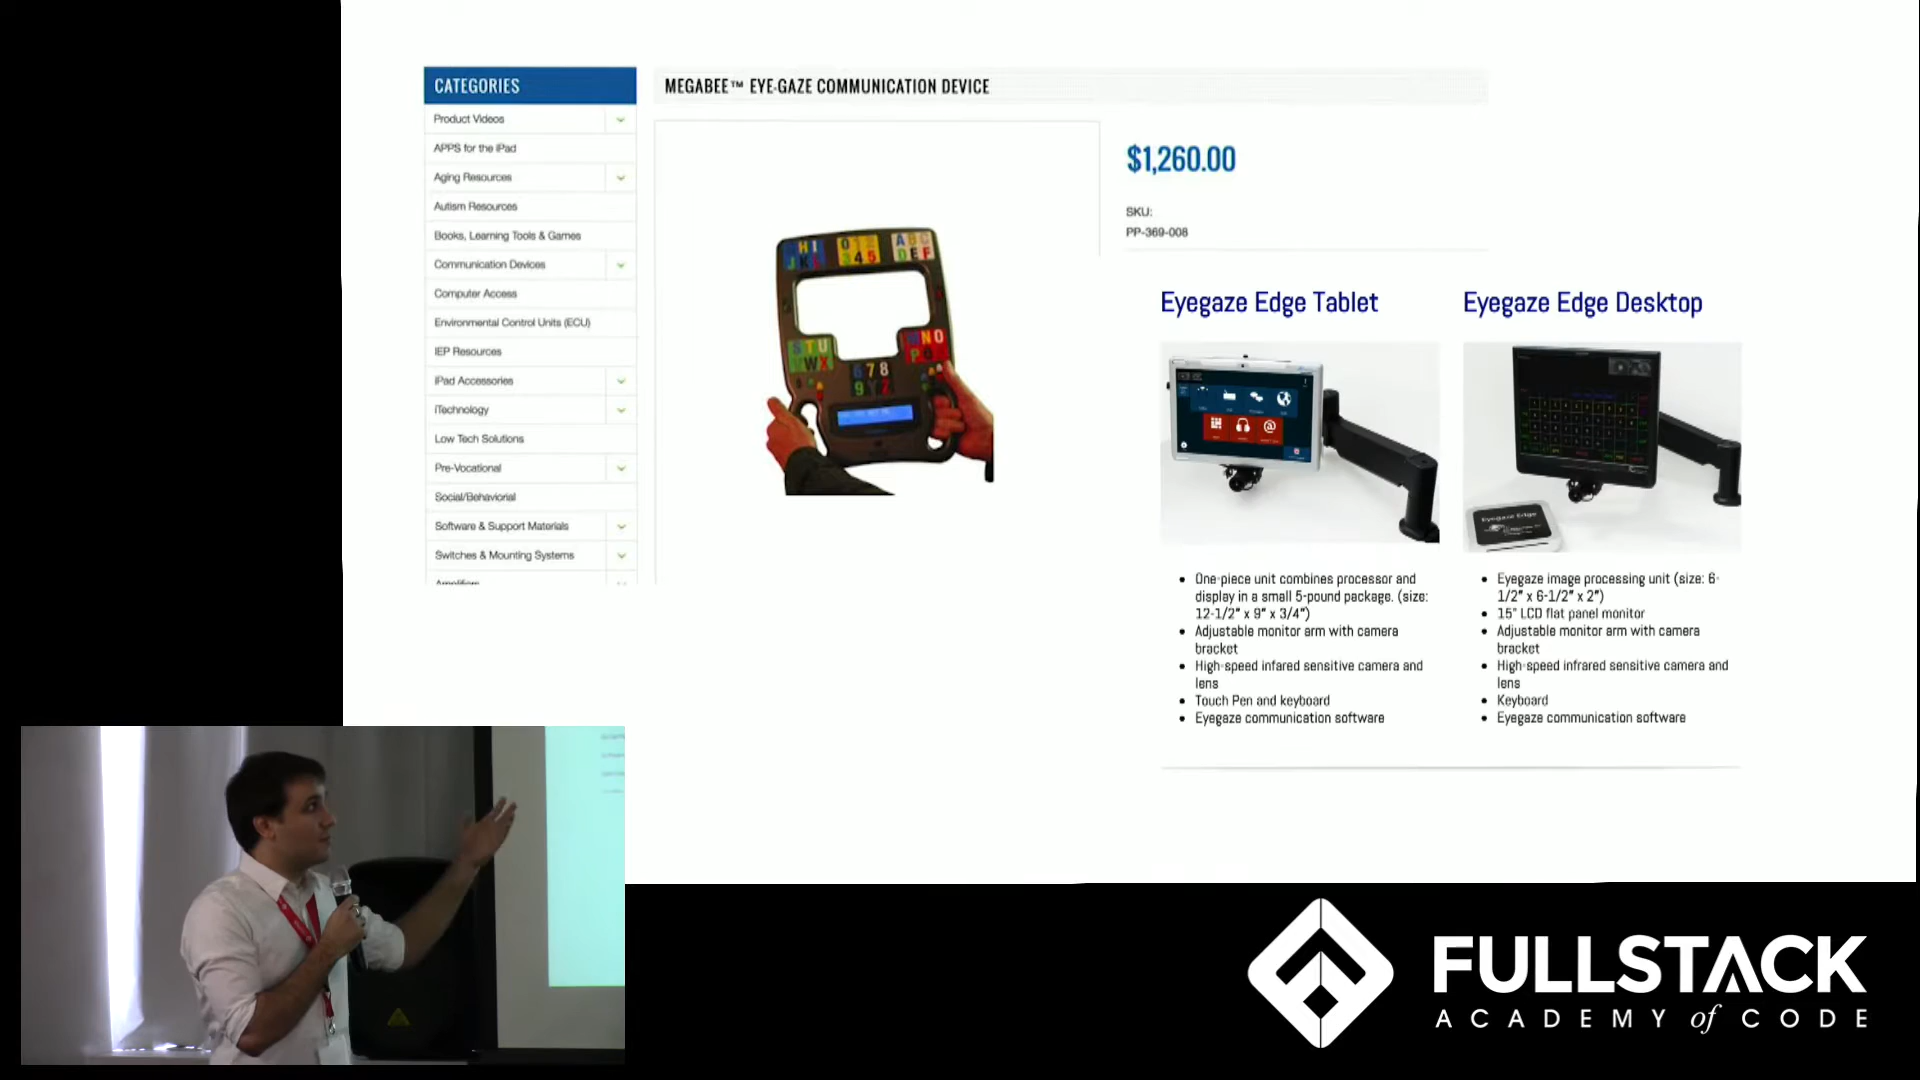 CATEGORIES
Product Videos
APPS for the iPad
Aging Resources
Autism Resources
Books, Learning Tools & Games
Communication Devices
Computer Access
Environmental Control Units (ECU)
IEP Resources
iPad Accessories
iTechnology
Low Tech Solutions
Pre-Vocational
Social/Behaviorial
Software & Support Materials
Switches & Mounting Systems
Amplifiers
MEGABEE™ EYE-GAZE COMMUNICATION DEVICE
$1,260.00
SKU:
PP-369-008
Eyegaze Edge Tablet
• One-piece unit combines processor and
display in a small 5-pound package. (size:
12-1/2" x 9" x 3/4")
• Adjustable monitor arm with camera
bracket
• High-speed infared sensitive camera and
lens
• Touch Pen and keyboard
• Eyegaze communication software
Eyegaze Edge Desktop
Eyegaze Edge
• Eyegaze image processing unit (size: 6-
1/2" x 6-1/2" x 2")
• 15" LCD flat panel monitor
• Adjustable monitor arm with camera
bracket
• High-speed infrared sensitive camera and
lens
• Keyboard
• Eyegaze communication software
FULLSTACK
ACADEMY of CODE